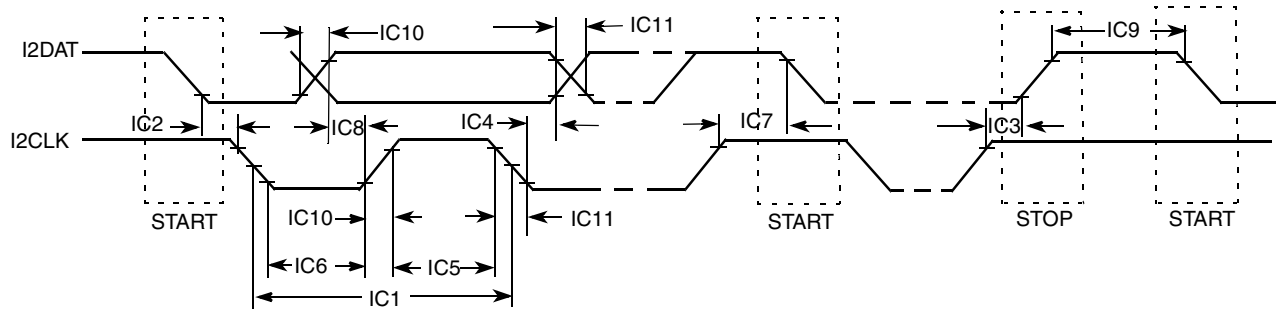 IC10
IC11
IC9
I2DAT
IC2
IC8
IC4
IC7
IC3
I2CLK
START
IC10
IC11
START
STOP
START
IC6
IC5
IC1